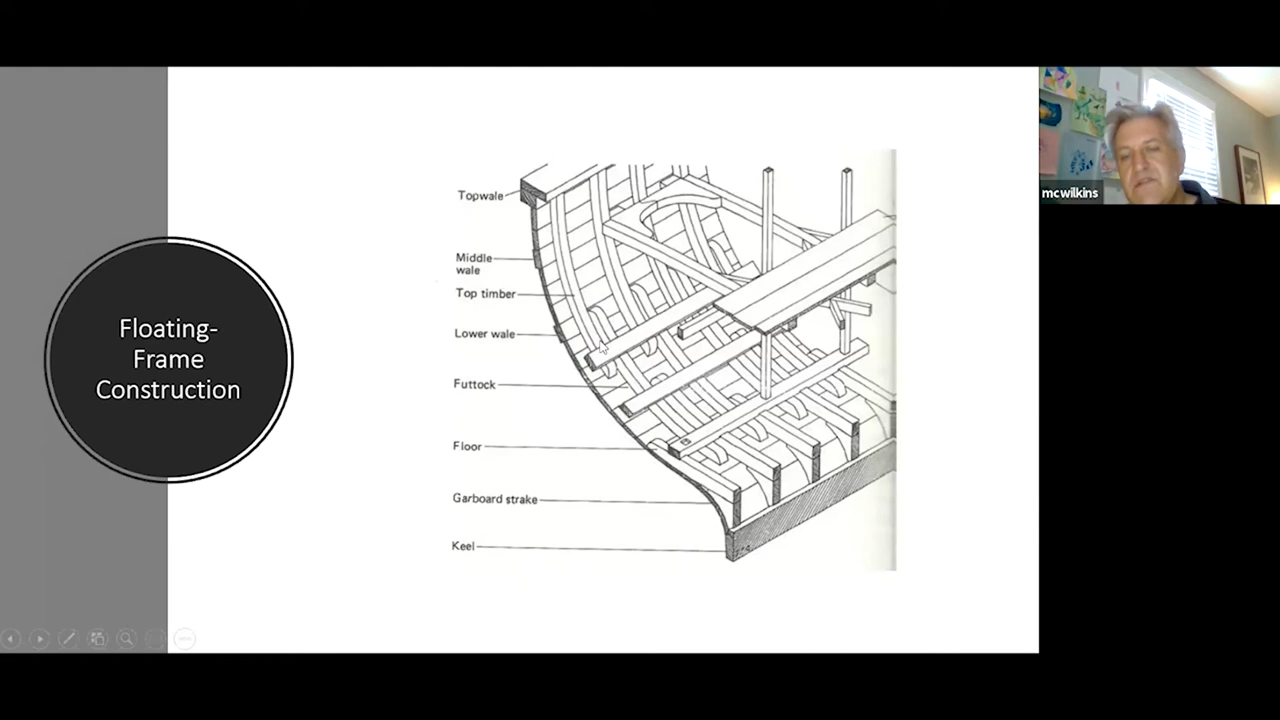 Floating-
Frame
Construction
Topwale
Middle
wale
Top timber
Lower wale
Futtock
Floor
Garboard strake
Keel
mcwilkins